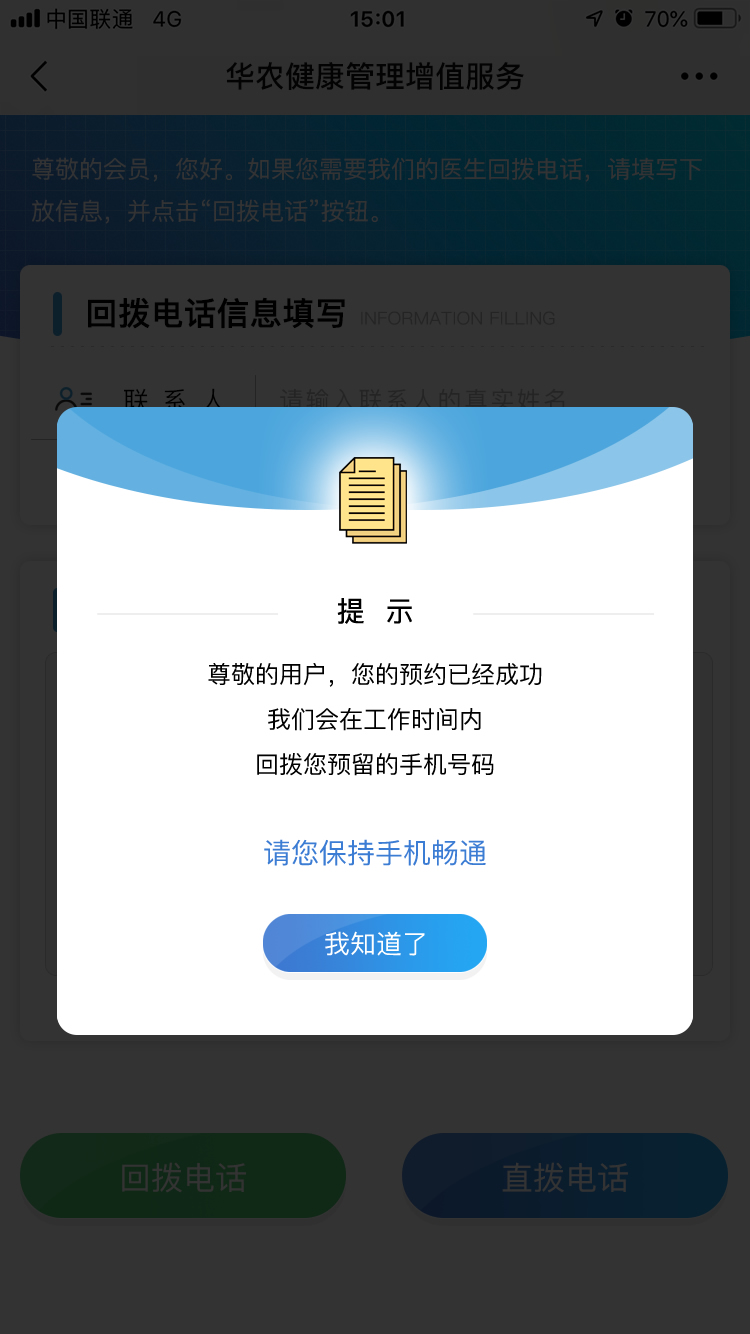 中国联通 4G 15:01 70%
华农健康管理增值服务
尊敬的会员，您好。如果您需要我们的医生回拨电话，请填写下
放信息，并点击“回拨电话”按钮。
回拨电话信息填写 INFORMATION FILLING
联系人 请输入联系人的真实姓名
提 示
尊敬的用户，您的预约已经成功
我们会在工作时间内
回拨您预留的手机号码
请您保持手机畅通
我知道了
回拨电话 直拨电话